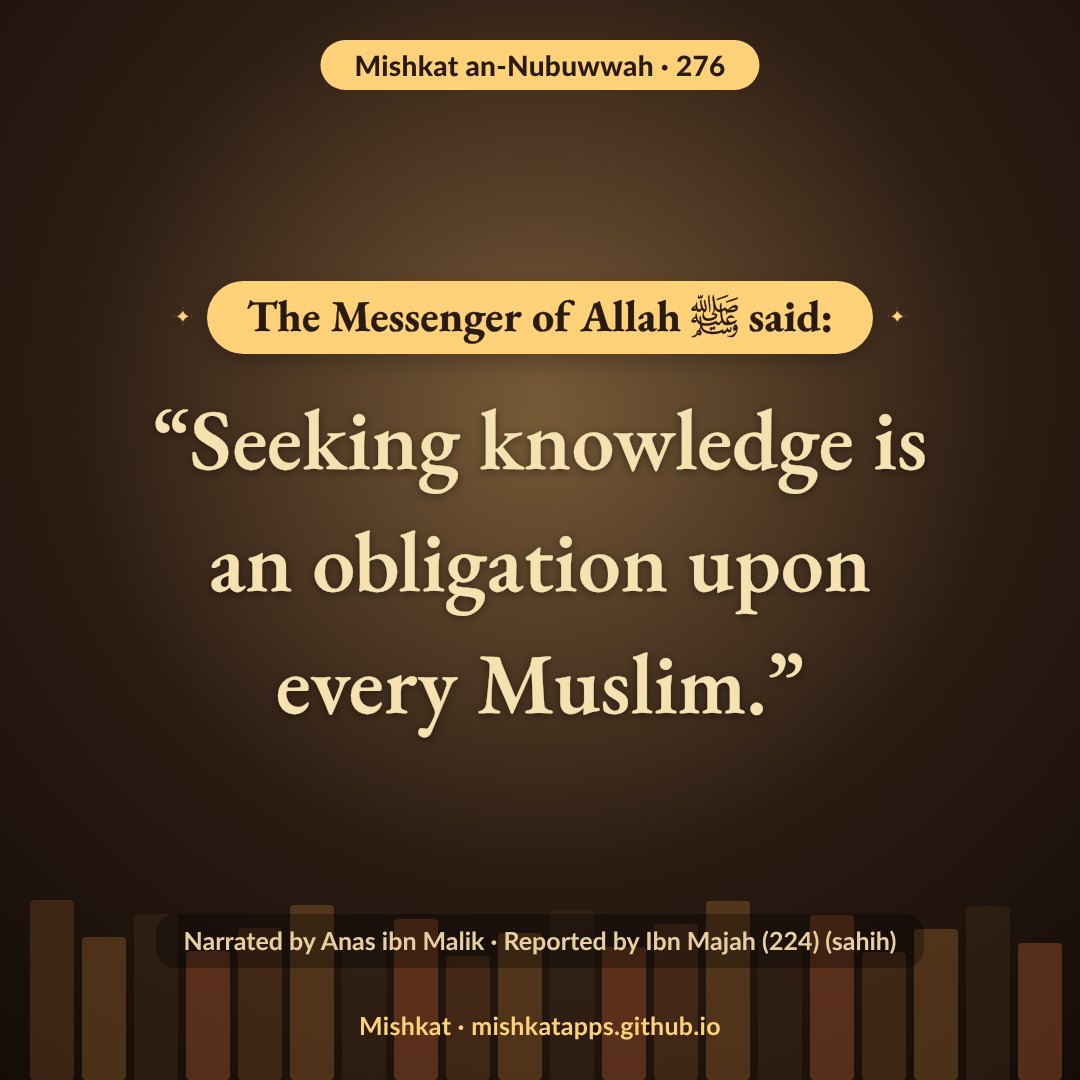 Mishkat an-Nubuwwah · 276
The Messenger of Allah ﷺ said:
“Seeking knowledge is
an obligation upon
every Muslim.”
Narrated by Anas ibn Malik · Reported by Ibn Majah (224) (sahih)
Mishkat · mishkatapps.github.io